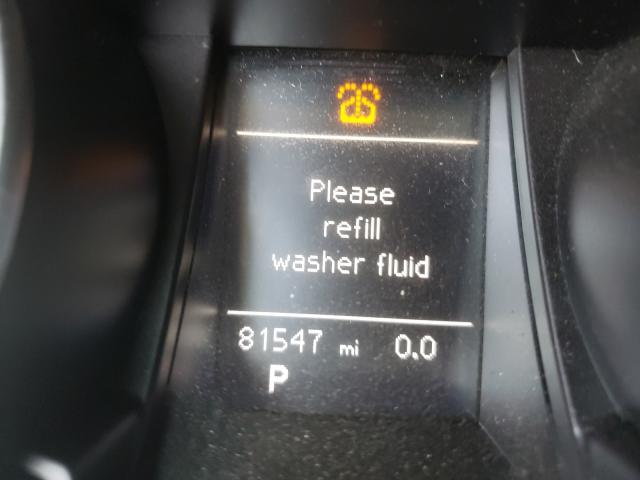 Please
refill
washer fluid
81547 mi 0.0
P